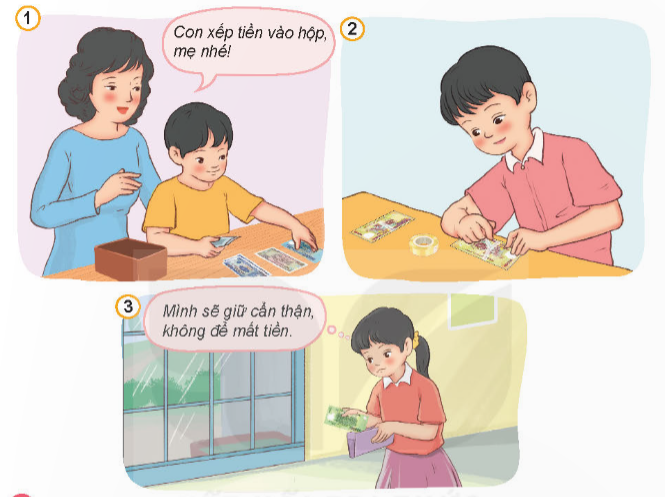 1
Con xếp tiền vào hộp,
mẹ nhé!
2
3
Mình sẽ giữ cẩn thận,
không để mất tiền.